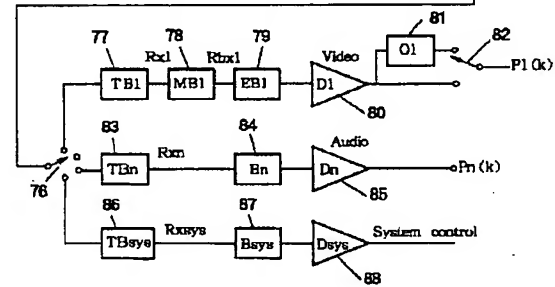 77 Rx1 78 Rbx1 79 Video 81 82
TB1 MB1 EB1 D1 O1 P1(k)
80
76 83 Rxn 84 Audio
TBn Bn Dn Pn(k)
85
86 Rxsys 87 System control
TBsys Bsys Dsys
88